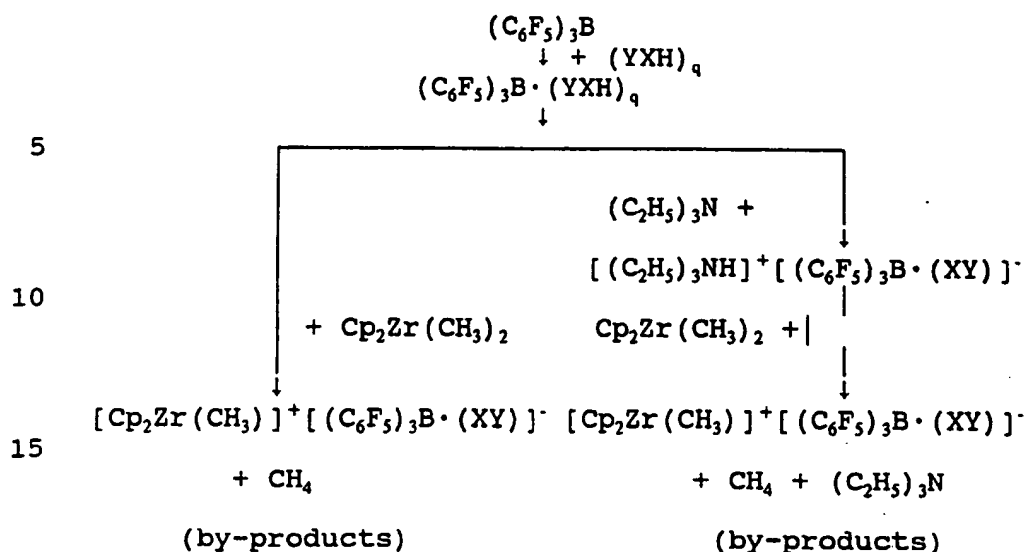 (C₆F₅)₃B
↓ + (YXH)q
(C₆F₅)₃B·(YXH)q
↓
5
(C₂H₅)₃N +
↓
[(C₂H₅)₃NH]⁺[(C₆F₅)₃B·(XY)]⁻
10
+ Cp₂Zr(CH₃)₂ Cp₂Zr(CH₃)₂ +|
↓ ↓
[Cp₂Zr(CH₃)]⁺[(C₆F₅)₃B·(XY)]⁻ [Cp₂Zr(CH₃)]⁺[(C₆F₅)₃B·(XY)]⁻
15
+ CH₄ + CH₄ + (C₂H₅)₃N
(by-products) (by-products)